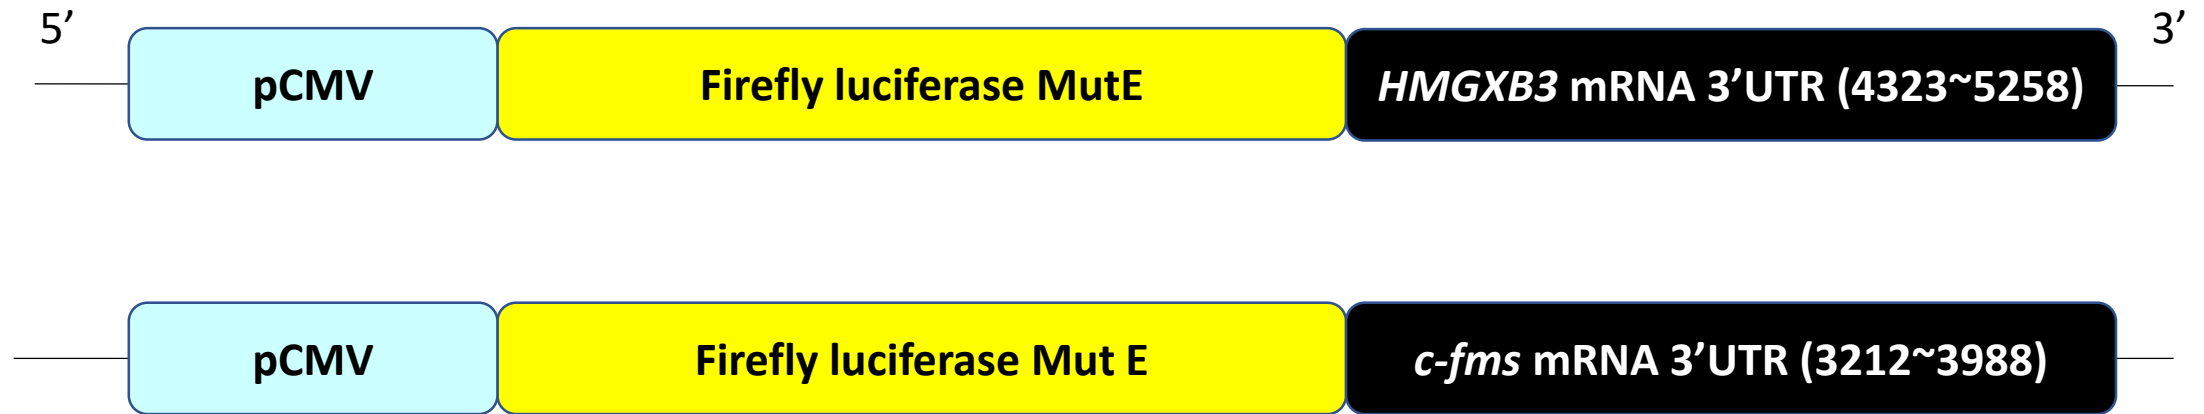 5’ 3’
pCMV Firefly luciferase MutE HMGXB3 mRNA 3’UTR (4323~5258)
pCMV Firefly luciferase Mut E c-fms mRNA 3’UTR (3212~3988)